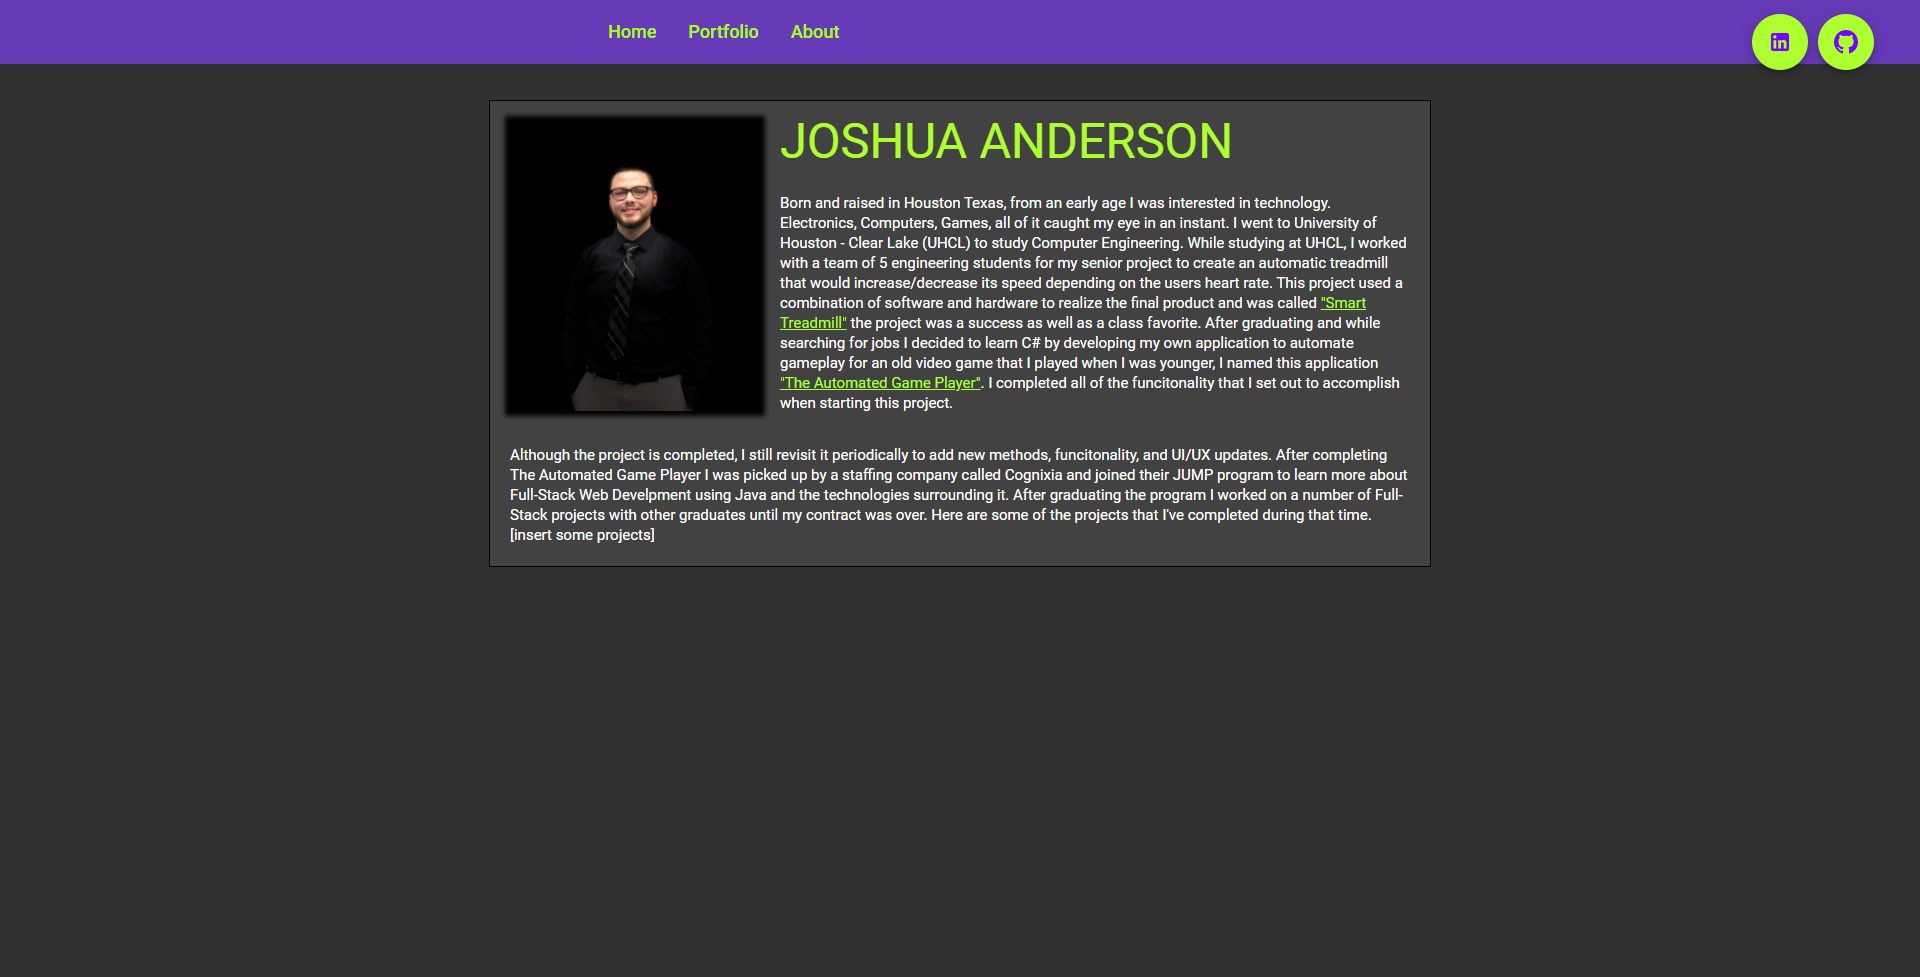 Home Portfolio About
JOSHUA ANDERSON
Born and raised in Houston Texas, from an early age I was interested in technology.
Electronics, Computers, Games, all of it caught my eye in an instant. I went to University of
Houston - Clear Lake (UHCL) to study Computer Engineering. While studying at UHCL, I worked
with a team of 5 engineering students for my senior project to create an automatic treadmill
that would increase/decrease its speed depending on the users heart rate. This project used a
combination of software and hardware to realize the final product and was called "Smart
Treadmill" the project was a success as well as a class favorite. After graduating and while
searching for jobs I decided to learn C# by developing my own application to automate
gameplay for an old video game that I played when I was younger, I named this application
"The Automated Game Player". I completed all of the funcitonality that I set out to accomplish
when starting this project.
Although the project is completed, I still revisit it periodically to add new methods, funcitonality, and UI/UX updates. After completing
The Automated Game Player I was picked up by a staffing company called Cognixia and joined their JUMP program to learn more about
Full-Stack Web Develpment using Java and the technologies surrounding it. After graduating the program I worked on a number of Full-
Stack projects with other graduates until my contract was over. Here are some of the projects that I've completed during that time.
[insert some projects]